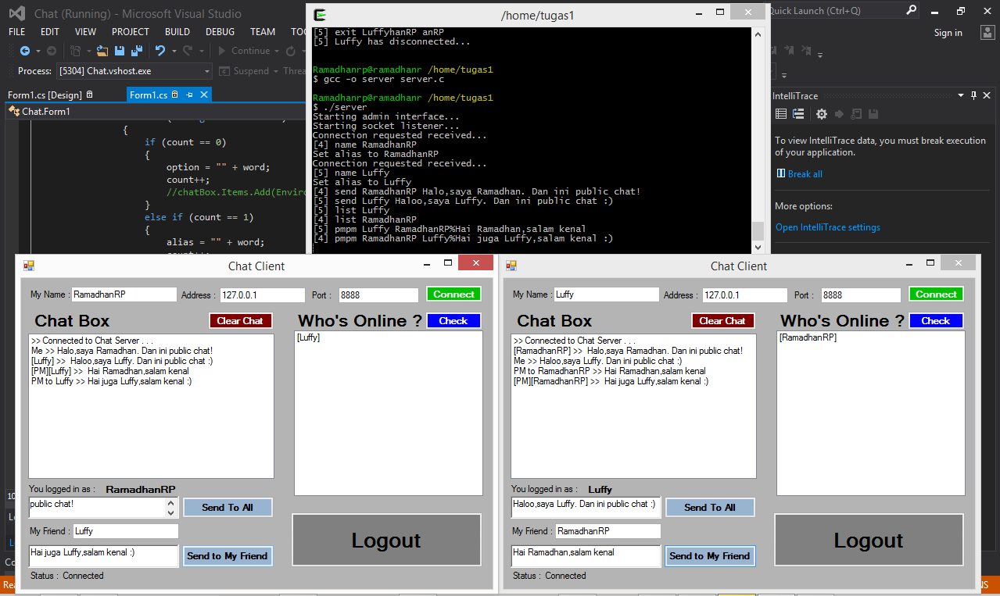 Chat (Running) - Microsoft Visual Studio
Quick Launch (Ctrl+Q)
FILE EDIT VIEW PROJECT BUILD DEBUG TEAM
Sign in
Continue
Process: [5304] Chat.vshost.exe
Suspend
Form1.cs [Design] Form1.cs
Chat.Form1
{
if (count == 0)
{
option = "" + word;
count++;
}
else if (count == 1)
{
alias = "" + word;
/home/tugas1
[5] exit LuffyhanRP anRP
[5] Luffy has disconnected...
Ramadhanrp@ramadhanr /home/tugas1
$ gcc -o server server.c
Ramadhanrp@ramadhanr /home/tugas1
$ ./server
Starting admin interface...
Starting socket listener...
Connection requested received...
[4] name RamadhanRP
Set alias to RamadhanRP
Connection requested received...
[5] name Luffy
Set alias to Luffy
[4] send RamadhanRP Halo,saya Ramadhan. Dan ini public chat!
[5] send Luffy Haloo,saya Luffy. Dan ini public chat :)
[5] list Luffy
[4] list RamadhanRP
[5] pmpm Luffy RamadhanRP%Hai Ramadhan,salam kenal
[4] pmpm RamadhanRP Luffy%Hai juga Luffy,salam kenal :)
IntelliTrace
To view IntelliTrace data, you must break execution
of your application.
Break all
More options:
Open IntelliTrace settings
Chat Client
My Name : RamadhanRP Address : 127.0.0.1 Port : 8888 Connect
Chat Box Clear Chat Who's Online ? Check
>> Connected to Chat Server . . .
Me >> Halo,saya Ramadhan. Dan ini public chat!
[Luffy] >> Haloo,saya Luffy. Dan ini public chat :)
[PM][Luffy] >> Hai Ramadhan,salam kenal
PM to Luffy >> Hai juga Luffy,salam kenal :)
[Luffy]
You logged in as : RamadhanRP
public chat! Send To All
My Friend : Luffy
Hai juga Luffy,salam kenal :) Send to My Friend
Logout
Status : Connected
Chat Client
My Name : Luffy Address : 127.0.0.1 Port : 8888 Connect
Chat Box Clear Chat Who's Online ? Check
>> Connected to Chat Server . . .
[RamadhanRP] >> Halo,saya Ramadhan. Dan ini public chat!
Me >> Haloo,saya Luffy. Dan ini public chat :)
PM to RamadhanRP >> Hai Ramadhan,salam kenal
[PM][RamadhanRP] >> Hai juga Luffy,salam kenal :)
[RamadhanRP]
You logged in as : Luffy
Haloo,saya Luffy. Dan ini public chat :) Send To All
My Friend : RamadhanRP
Hai Ramadhan,salam kenal Send to My Friend
Logout
Status : Connected